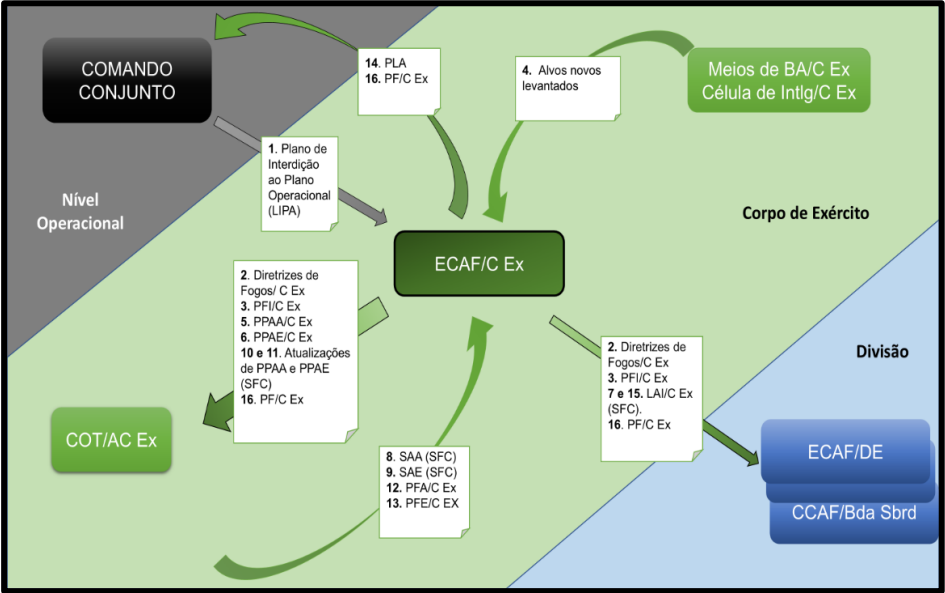 COMANDO
CONJUNTO
14. PLA
16. PF/C Ex
4. Alvos novos
levantados
Meios de BA/C Ex
Célula de Intlg/C Ex
1. Plano de
Interdição
ao Plano
Operacional
(LIPA)
Nível
Operacional
Corpo de Exército
ECAF/C Ex
2. Diretrizes de
Fogos/ C Ex
3. PFI/C Ex
5. PPAA/C Ex
6. PPAE/C Ex
10 e 11. Atualizações
de PPAA e PPAE
(SFC)
16. PF/C Ex
2. Diretrizes de
Fogos/C Ex
3. PFI/C Ex
7 e 15. LAI/C Ex
(SFC).
16. PF/C Ex
Divisão
COT/AC Ex
8. SAA (SFC)
9. SAE (SFC)
12. PFA/C Ex
13. PFE/C EX
ECAF/DE
CCAF/Bda Sbrd